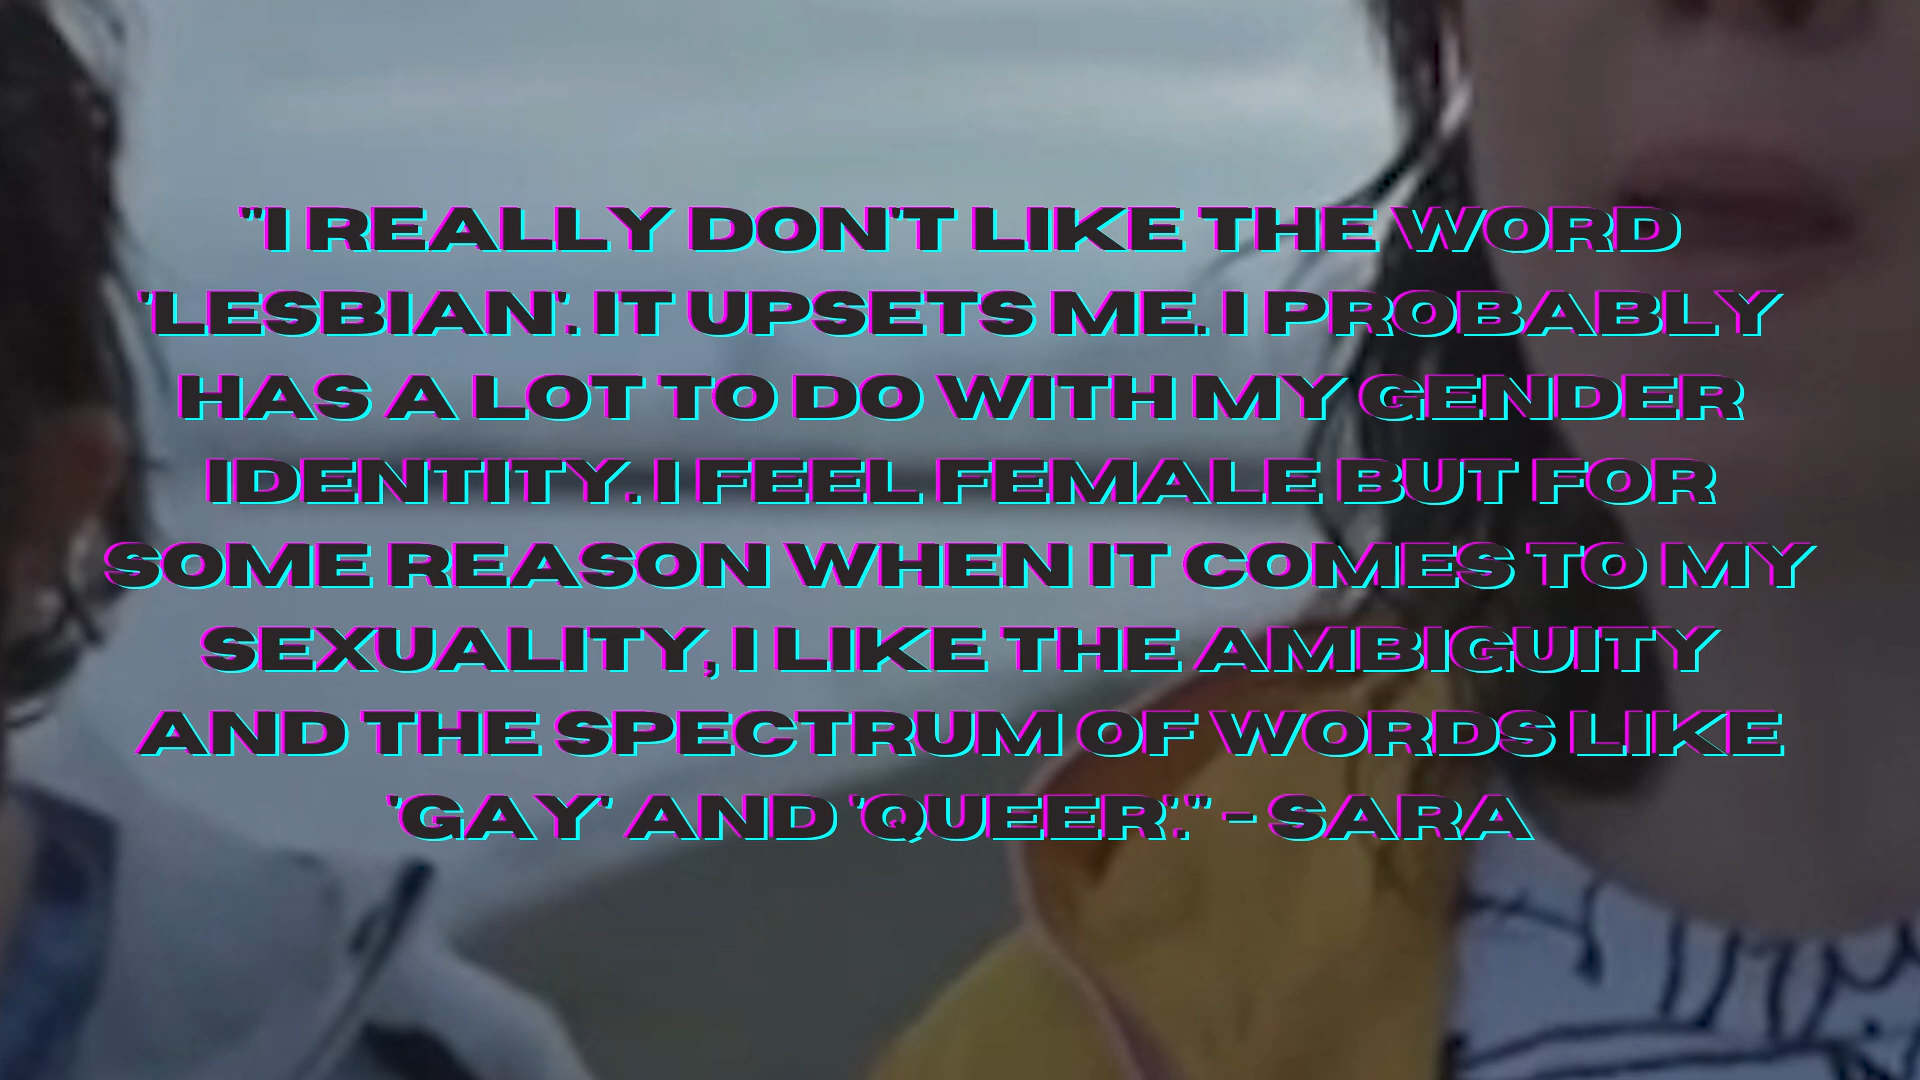 "I REALLY DON'T LIKE THE WORD
'LESBIAN'. IT UPSETS ME. I PROBABLY
HAS A LOT TO DO WITH MY GENDER
IDENTITY. I FEEL FEMALE BUT FOR
SOME REASON WHEN IT COMES TO MY
SEXUALITY, I LIKE THE AMBIGUITY
AND THE SPECTRUM OF WORDS LIKE
'GAY' AND 'QUEER'." - SARA